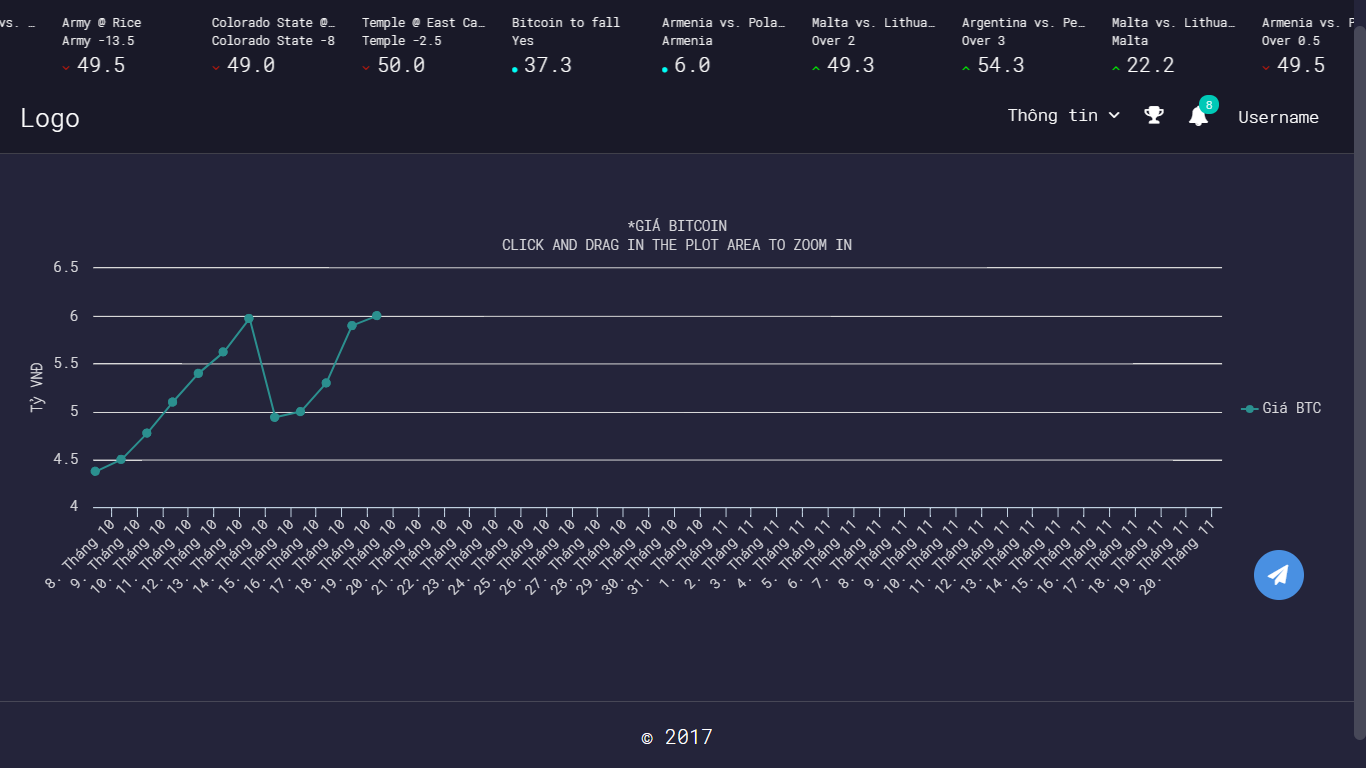 vs. …
Army @ Rice
Army -13.5
49.5
Colorado State @…
Colorado State -8
49.0
Temple @ East Ca…
Temple -2.5
50.0
Bitcoin to fall
Yes
37.3
Armenia vs. Pola…
Armenia
6.0
Malta vs. Lithua…
Over 2
49.3
Argentina vs. Pe…
Over 3
54.3
Malta vs. Lithua…
Malta
22.2
Armenia vs. P
Over 0.5
49.5
Logo
Thông tin
8
Username
*GIÁ BITCOIN
CLICK AND DRAG IN THE PLOT AREA TO ZOOM IN
6.5
6
5.5
5
4.5
4
Tỷ VNĐ
Giá BTC
8. Tháng 10
9. Tháng 10
10. Tháng 10
11. Tháng 10
12. Tháng 10
13. Tháng 10
14. Tháng 10
15. Tháng 10
16. Tháng 10
17. Tháng 10
18. Tháng 10
19. Tháng 10
20. Tháng 10
21. Tháng 10
22. Tháng 10
23. Tháng 10
24. Tháng 10
25. Tháng 10
26. Tháng 10
27. Tháng 10
28. Tháng 10
29. Tháng 10
30. Tháng 10
31. Tháng 10
1. Tháng 11
2. Tháng 11
3. Tháng 11
4. Tháng 11
5. Tháng 11
6. Tháng 11
7. Tháng 11
8. Tháng 11
9. Tháng 11
10. Tháng 11
11. Tháng 11
12. Tháng 11
13. Tháng 11
14. Tháng 11
15. Tháng 11
16. Tháng 11
17. Tháng 11
18. Tháng 11
19. Tháng 11
20. Tháng 11
© 2017